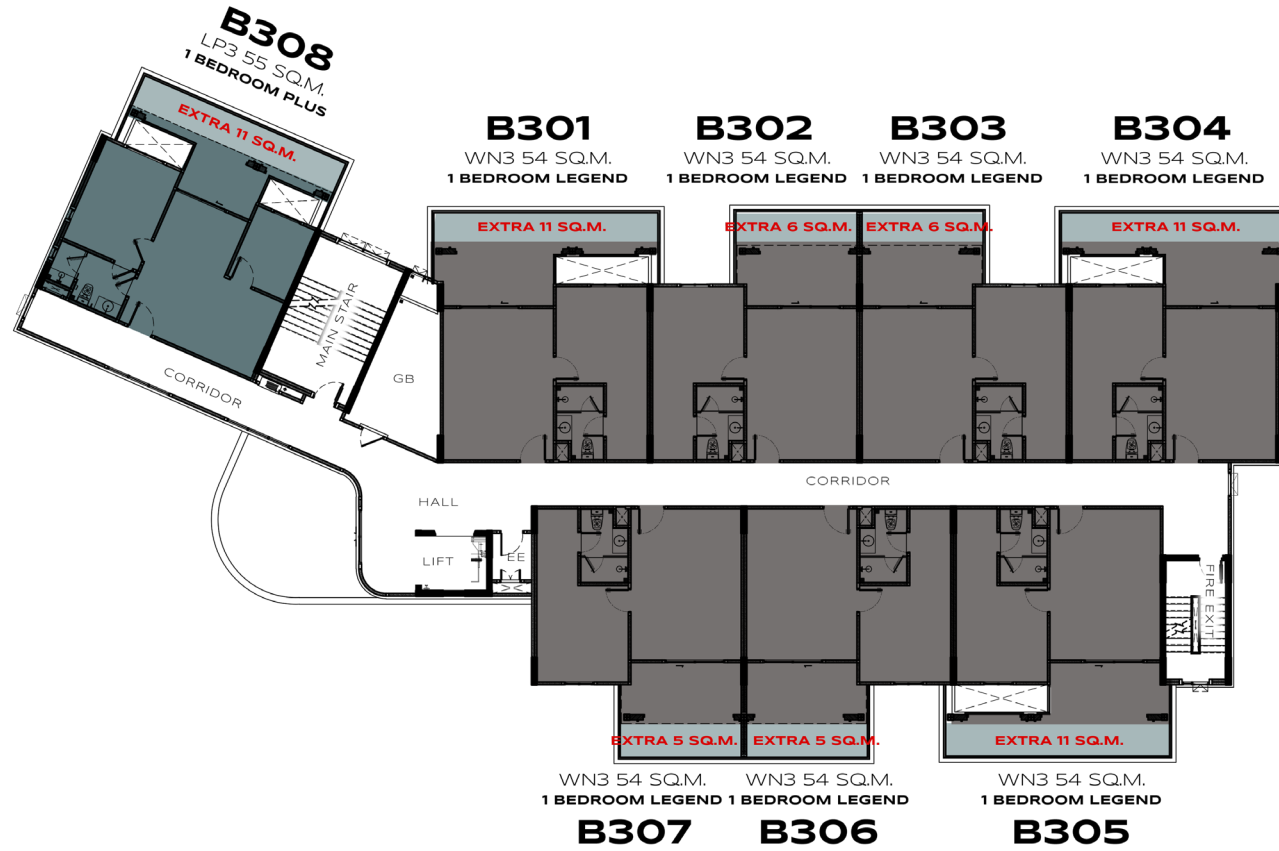 B308
LP3 55 SQ.M.
1 BEDROOM PLUS
EXTRA 11 SQ.M.
B301
WN3 54 SQ.M.
1 BEDROOM LEGEND
EXTRA 11 SQ.M.
B302
WN3 54 SQ.M.
1 BEDROOM LEGEND
EXTRA 6 SQ.M.
B303
WN3 54 SQ.M.
1 BEDROOM LEGEND
EXTRA 6 SQ.M.
B304
WN3 54 SQ.M.
1 BEDROOM LEGEND
EXTRA 11 SQ.M.
MAIN STAIR
GB
CORRIDOR
CORRIDOR
HALL
LIFT
EE
FIRE EXIT
EXTRA 5 SQ.M.
WN3 54 SQ.M.
1 BEDROOM LEGEND
B307
EXTRA 5 SQ.M.
WN3 54 SQ.M.
1 BEDROOM LEGEND
B306
EXTRA 11 SQ.M.
WN3 54 SQ.M.
1 BEDROOM LEGEND
B305